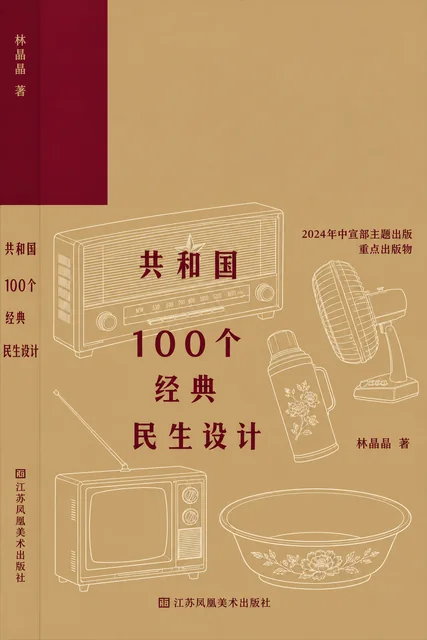 林晶晶 著
共和国
100个
经典
民生设计
江苏凤凰美术出版社
2024年中宣部主题出版
重点出版物
共和国
100个
经典
民生设计
林晶晶 著
江苏凤凰美术出版社